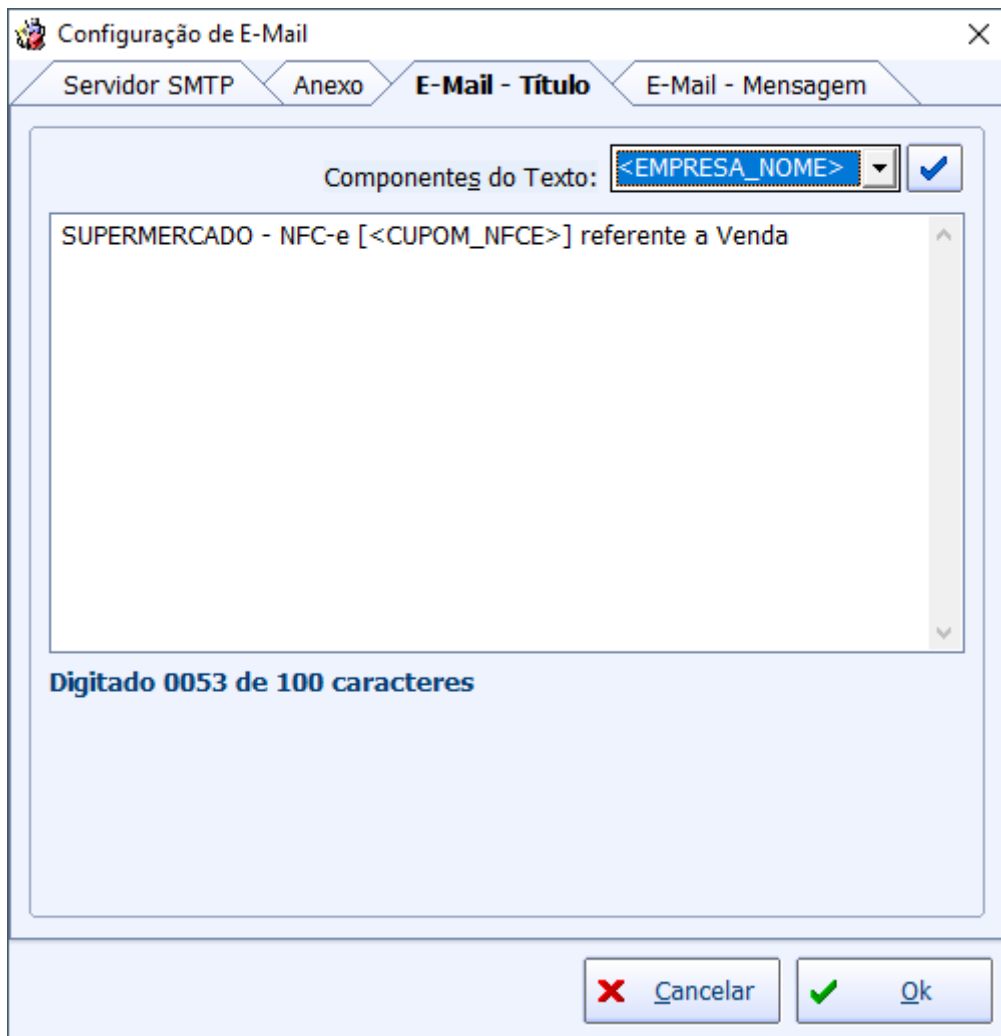 Configuração de E-Mail
Servidor SMTP Anexo E-Mail - Título E-Mail - Mensagem
Componentes do Texto: <EMPRESA_NOME>
SUPERMERCADO - NFC-e [<CUPOM_NFCE>] referente a Venda
Digitado 0053 de 100 caracteres
Cancelar Ok